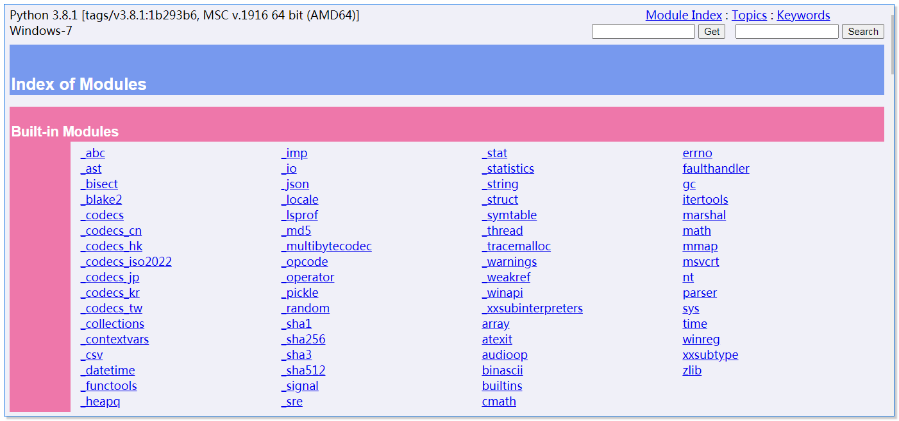 Python 3.8.1 [tags/v3.8.1:1b293b6, MSC v.1916 64 bit (AMD64)]
Windows-7
Module Index : Topics : Keywords
Get Search
Index of Modules
Built-in Modules
_abc _imp _stat errno
_ast _io _statistics faulthandler
_bisect _json _string gc
_blake2 _locale _struct itertools
_codecs _lsprof _symtable marshal
_codecs_cn _md5 _thread math
_codecs_hk _multibytecodec _tracemalloc mmap
_codecs_iso2022 _opcode _warnings msvcrt
_codecs_jp _operator _weakref nt
_codecs_kr _pickle _winapi parser
_codecs_tw _random _xxsubinterpreters sys
_collections _sha1 array time
_contextvars _sha256 atexit winreg
_csv _sha3 audioop xxsubtype
_datetime _sha512 binascii zlib
_functools _signal builtins
_heapq _sre cmath